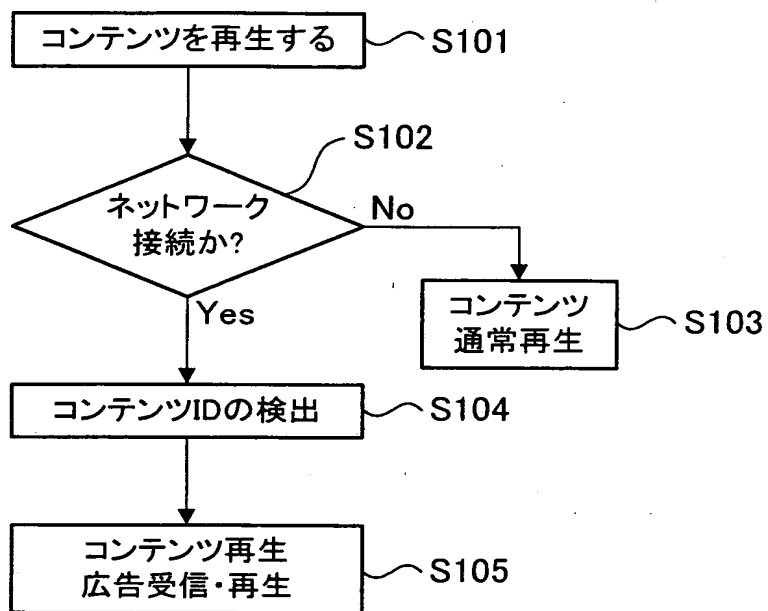 コンテンツを再生する
S101
S102
ネットワーク
接続か?
No
Yes
コンテンツ
通常再生
S103
コンテンツIDの検出
S104
コンテンツ再生
広告受信・再生
S105